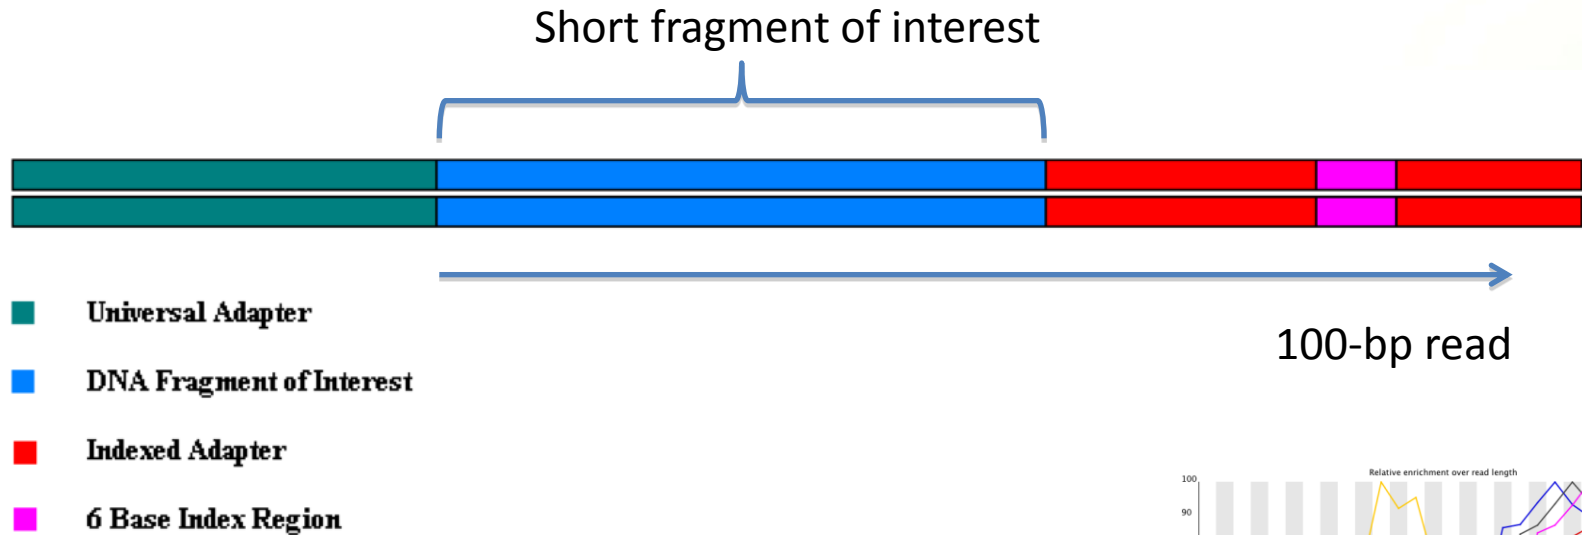 Short fragment of interest
Universal Adapter
100-bp read
DNA Fragment of Interest
Indexed Adapter
6 Base Index Region
Relative enrichment over read length
100
90